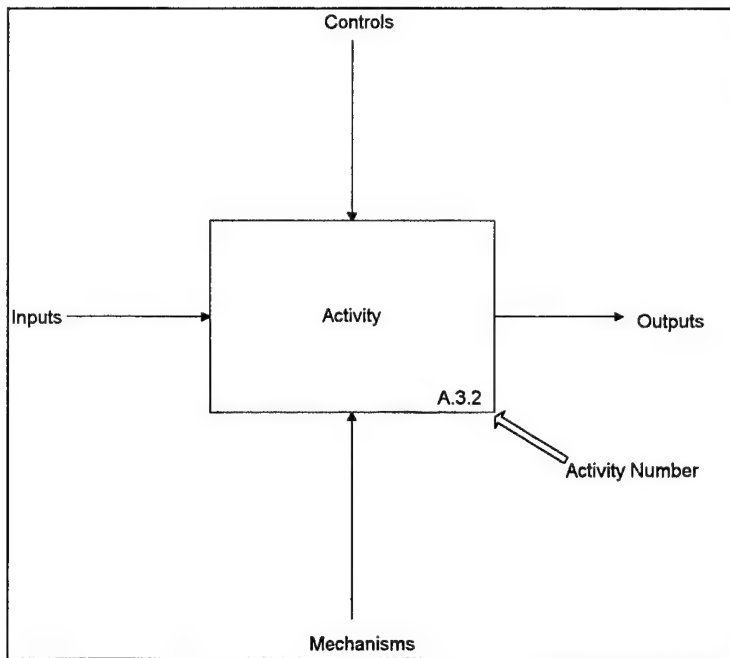 Controls
Inputs
Activity
Outputs
A.3.2
Activity Number
Mechanisms